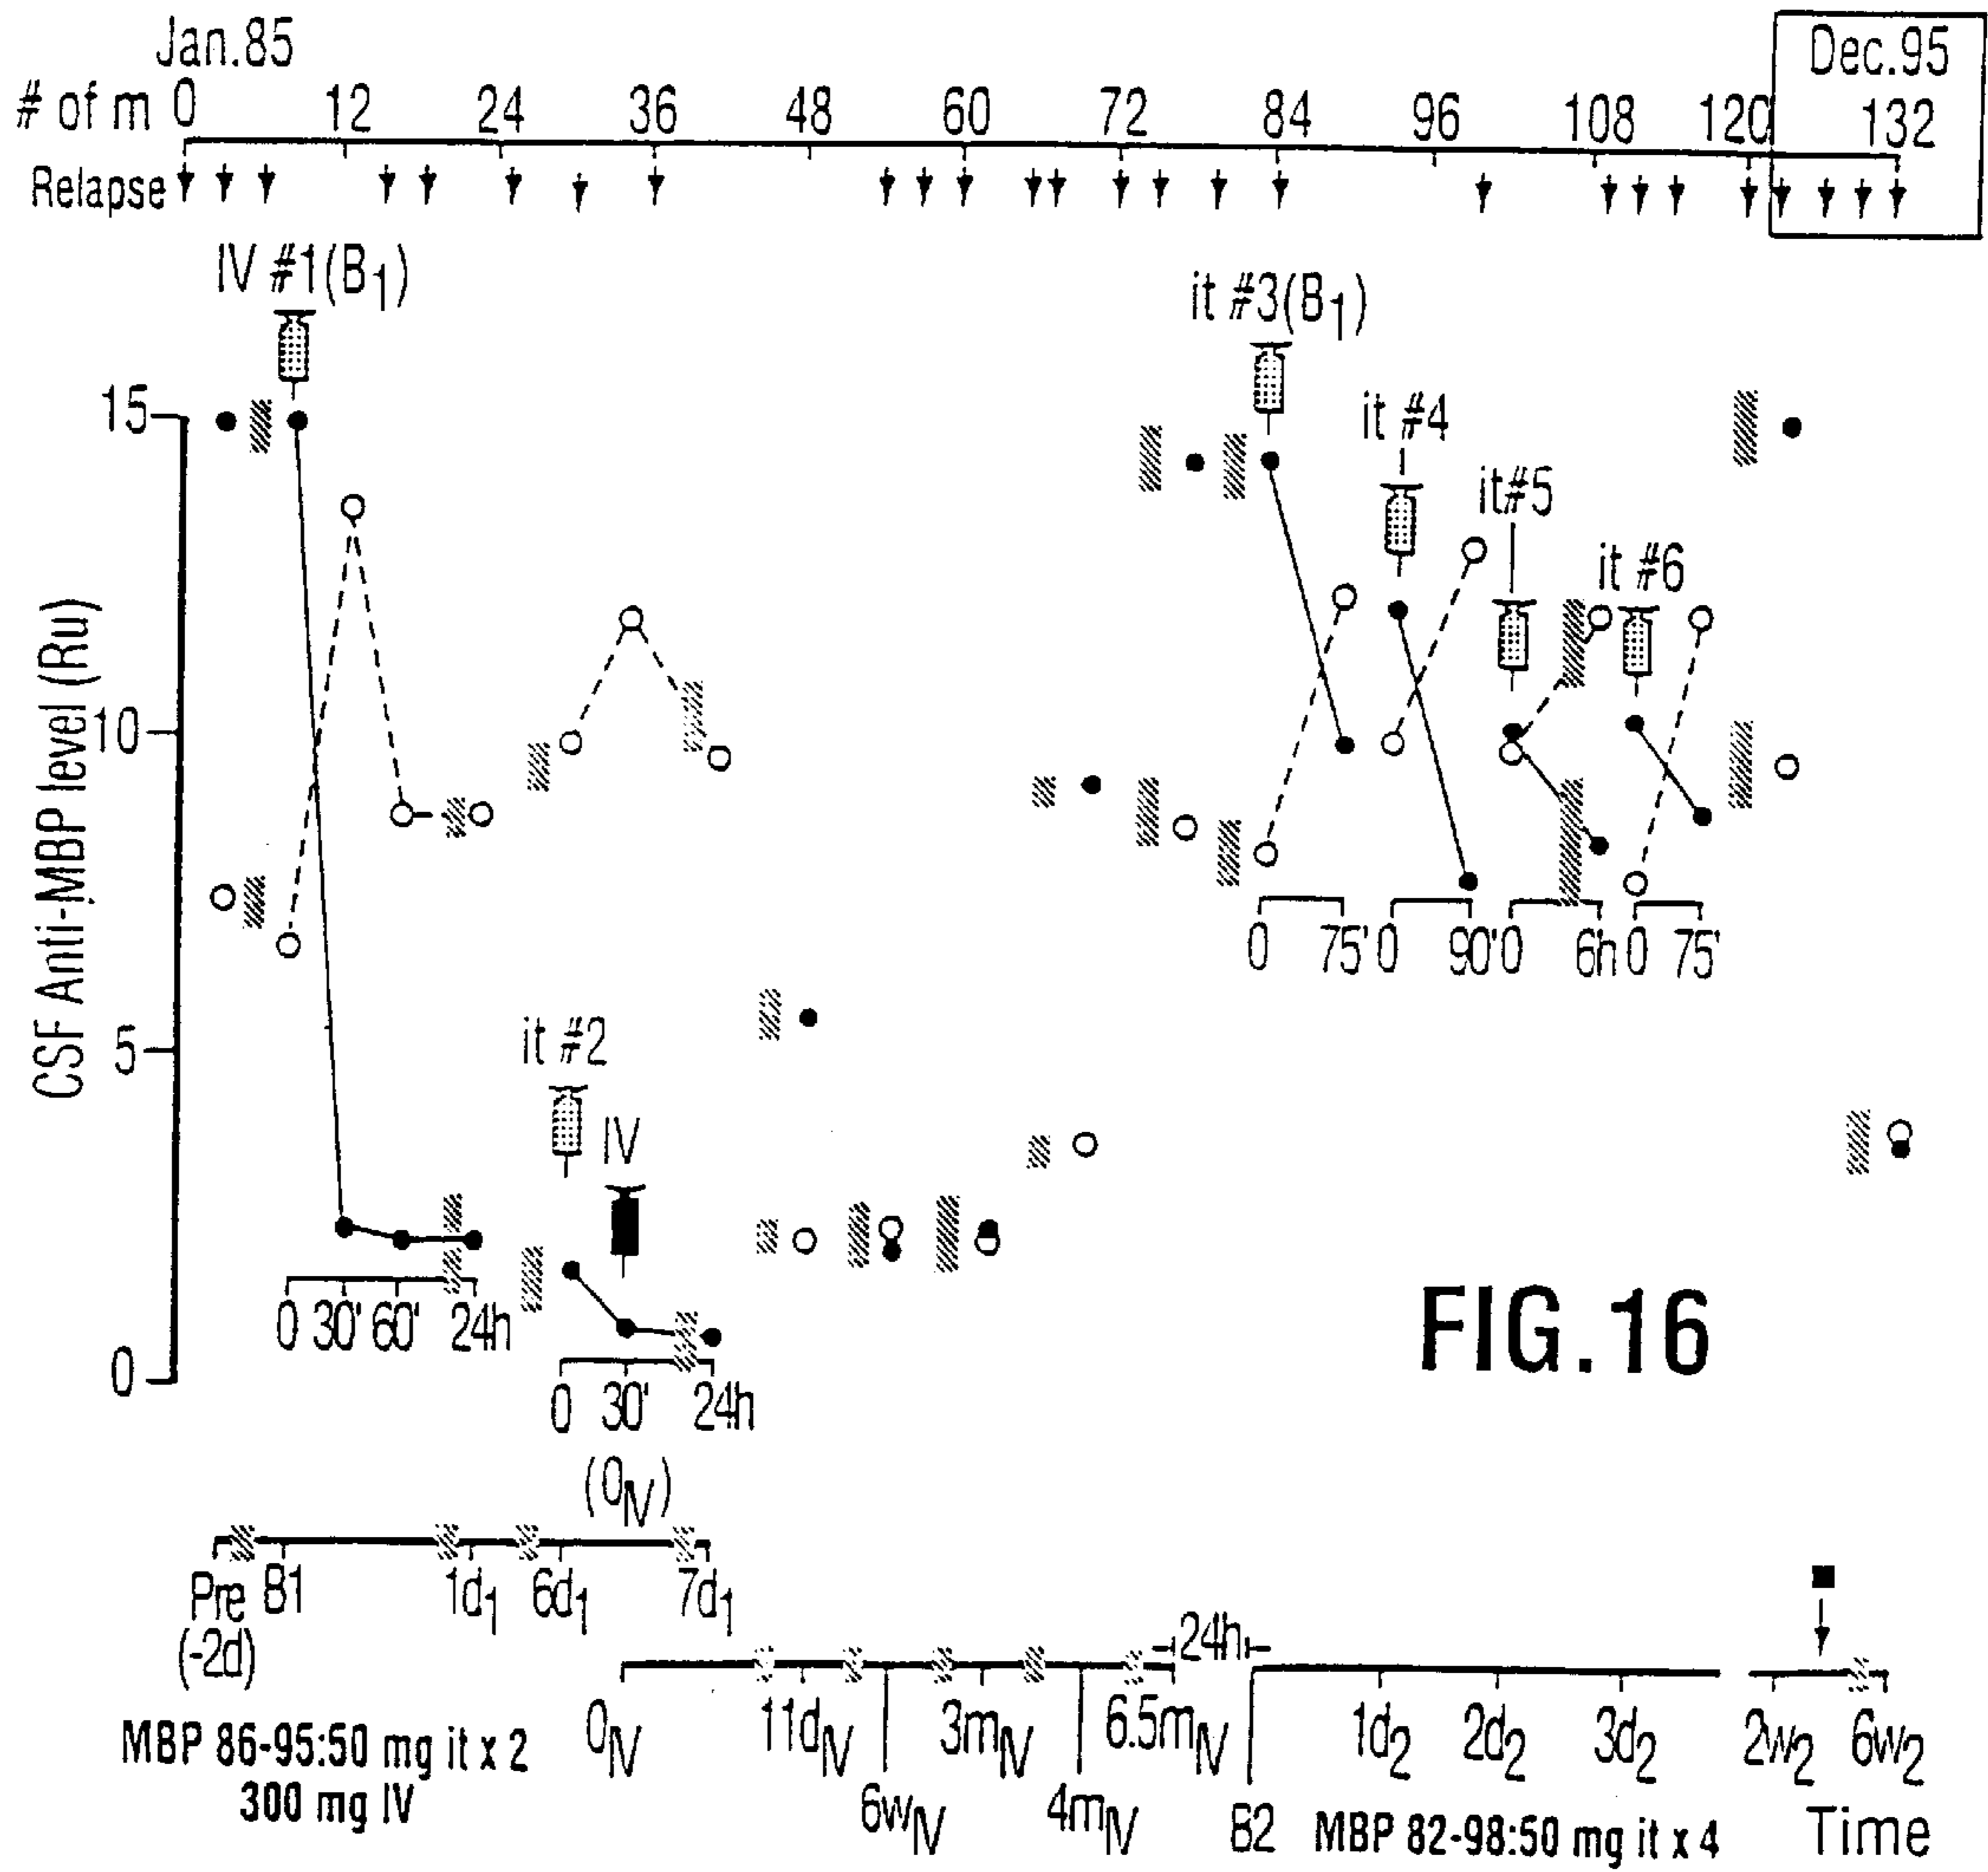 Jan.85
Dec.95
# of m 0 12 24 36 48 60 72 84 96 108 120 132
Relapse
IV #1(B1)
it #3(B1)
it #4
it#5
it #6
15
10
5
0
CSF Anti-MBP level (Ru)
0 75' 0 90' 0 6h 0 75'
it #2
IV
0 30' 60' 24h
0 30' 24h
(0IV)
FIG.16
Pre B1 1d1 6d1 7d1
(-2d)
24h
0IV 11dIV 3mIV 6.5mIV 1d2 2d2 3d2 2w2 6w2
6wIV 4mIV B2
MBP 86-95:50 mg it x 2
300 mg IV
MBP 82-98:50 mg it x 4
Time